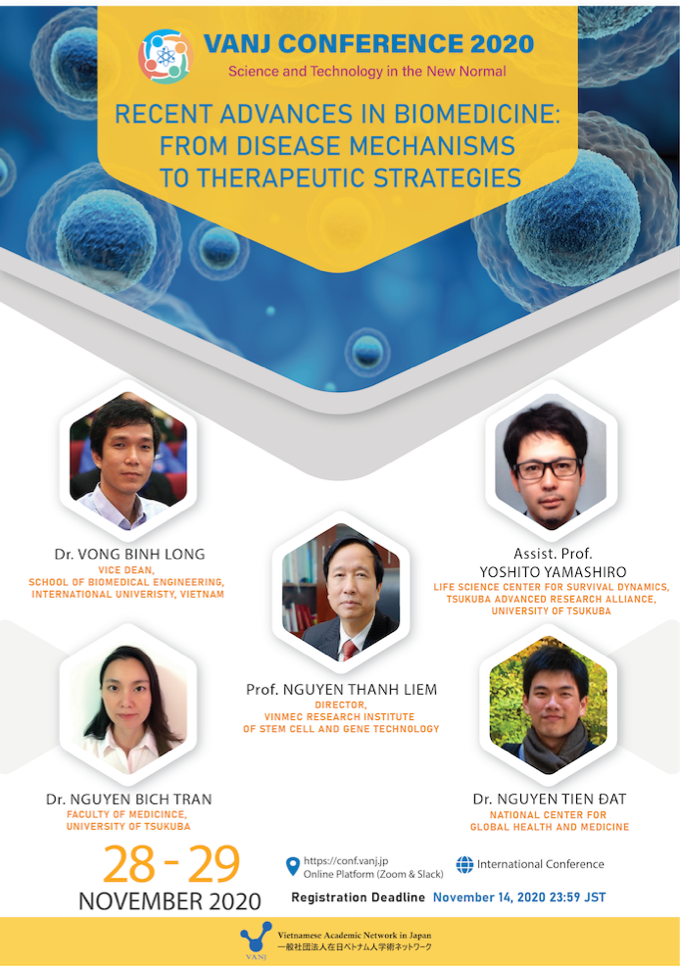 VANJ CONFERENCE 2020
Science and Technology in the New Normal
RECENT ADVANCES IN BIOMEDICINE:
FROM DISEASE MECHANISMS
TO THERAPEUTIC STRATEGIES
Dr. VONG BINH LONG
VICE DEAN,
SCHOOL OF BIOMEDICAL ENGINEERING,
INTERNATIONAL UNIVERISTY, VIETNAM
Assist. Prof.
YOSHITO YAMASHIRO
LIFE SCIENCE CENTER FOR SURVIVAL DYNAMICS,
TSUKUBA ADVANCED RESEARCH ALLIANCE,
UNIVERSITY OF TSUKUBA
Prof. NGUYEN THANH LIEM
DIRECTOR,
VINMEC RESEARCH INSTITUTE
OF STEM CELL AND GENE TECHNOLOGY
Dr. NGUYEN BICH TRAN
FACULTY OF MEDICINCE,
UNIVERSITY OF TSUKUBA
Dr. NGUYEN TIEN ĐAT
NATIONAL CENTER FOR
GLOBAL HEALTH AND MEDICINE
28 - 29
NOVEMBER 2020
https://conf.vanj.jp
Online Platform (Zoom & Slack)
International Conference
Registration Deadline November 14, 2020 23:59 JST
VANJ
Vietnamese Academic Network in Japan
一般社団法人在日ベトナム人学術ネットワーク